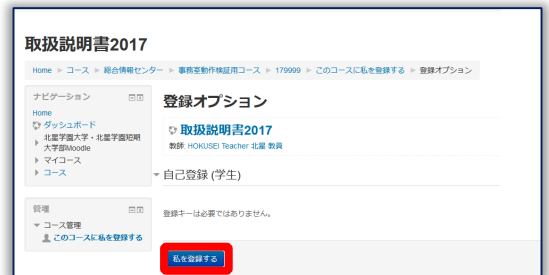 取扱説明書2017
Home ▶ コース ▶ 総合情報センター ▶ 事務室動作検証用コース ▶ 179999 ▶ このコースに私を登録する ▶ 登録オプション
ナビゲーション
Home
ダッシュボード
北星学園大学・北星学園短期
大学部Moodle
マイコース
コース
管理
コース管理
このコースに私を登録する
登録オプション
取扱説明書2017
教師: HOKUSEI Teacher 北星 教員
自己登録 (学生)
登録キーは必要ではありません。
私を登録する